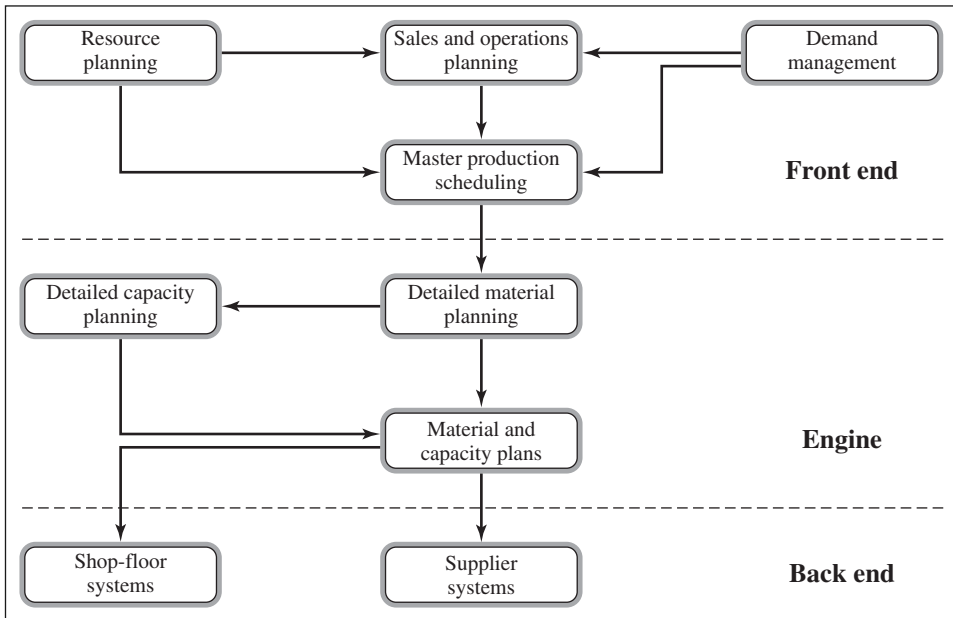 Resource
planning
Sales and operations
planning
Demand
management
Master production
scheduling
Front end
Detailed capacity
planning
Detailed material
planning
Material and
capacity plans
Engine
Shop-floor
systems
Supplier
systems
Back end